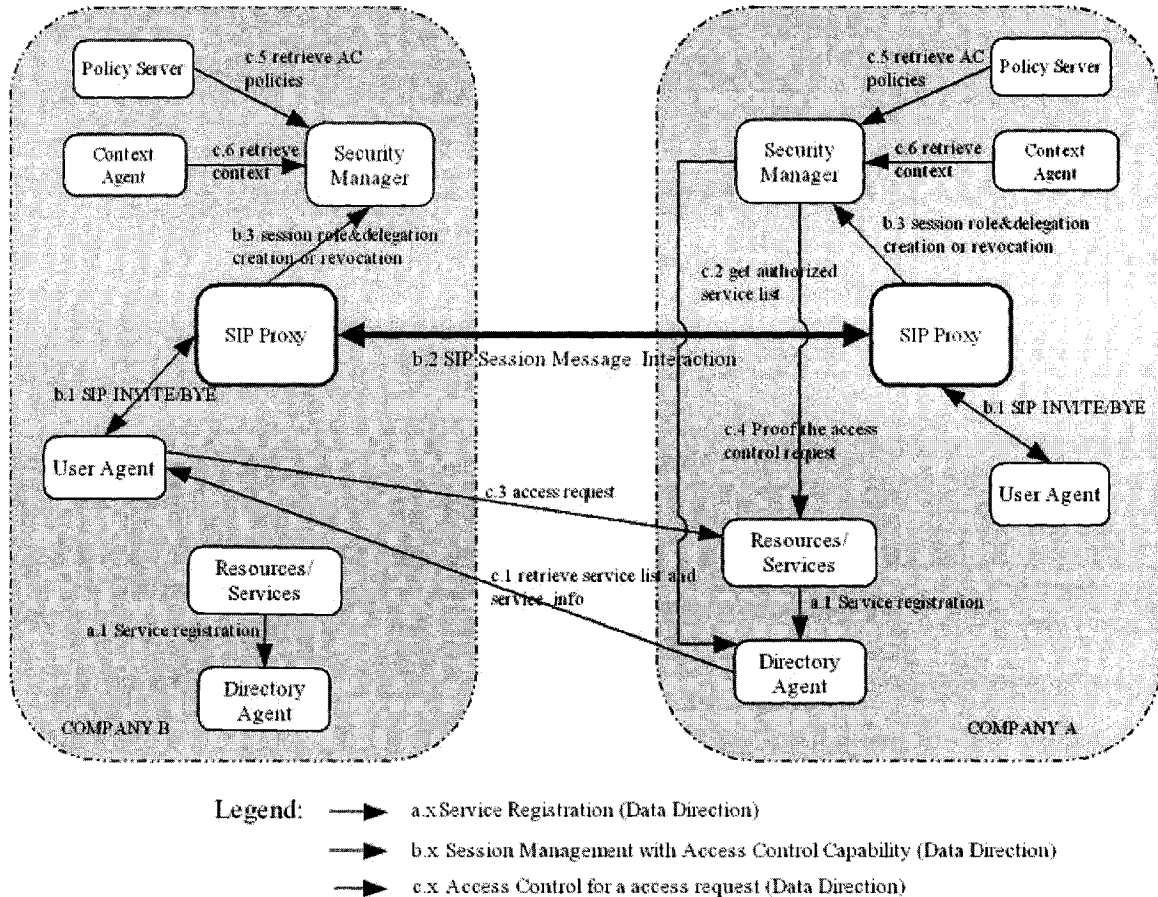 Policy Server
c.5 retrieve AC
policies
Context
Agent
c.6 retrieve
context
Security
Manager
b.3 session role&delegation
creation or revocation
SIP Proxy
b.1 SIP INVITE/BYE
User Agent
Resources/
Services
a.1 Service registration
Directory
Agent
COMPANY B
b.2 SIP Session Message Interaction
c.3 access request
c.1 retrieve service list and
service info
c.5 retrieve AC
policies
Policy Server
Security
Manager
c.6 retrieve
context
Context
Agent
b.3 session role&delegation
creation or revocation
c.2 get authorized
service list
SIP Proxy
b.1 SIP INVITE/BYE
User Agent
c.4 Proof the access
control request
Resources/
Services
a.1 Service registration
Directory
Agent
COMPANY A
Legend:
a.x Service Registration (Data Direction)
b.x Session Management with Access Control Capability (Data Direction)
c.x Access Control for a access request (Data Direction)